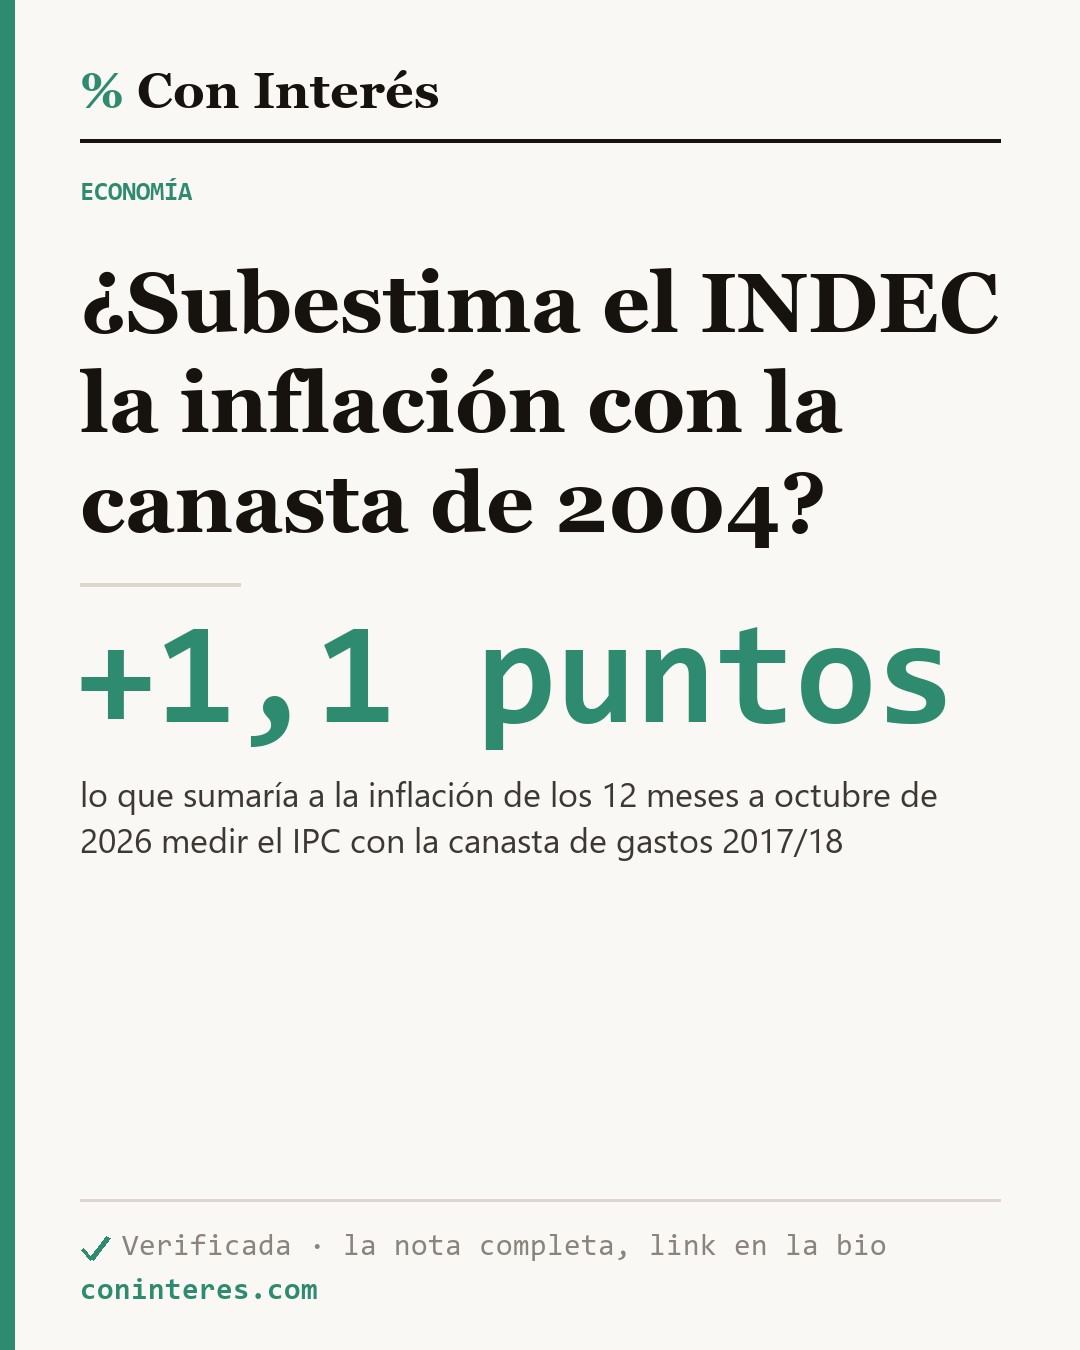 % Con Interés
ECONOMÍA
¿Subestima el INDEC
la inflación con la
canasta de 2004?
+1,1 puntos
lo que sumaría a la inflación de los 12 meses a octubre de
2026 medir el IPC con la canasta de gastos 2017/18
✓ Verificada · la nota completa, link en la bio
coninteres.com